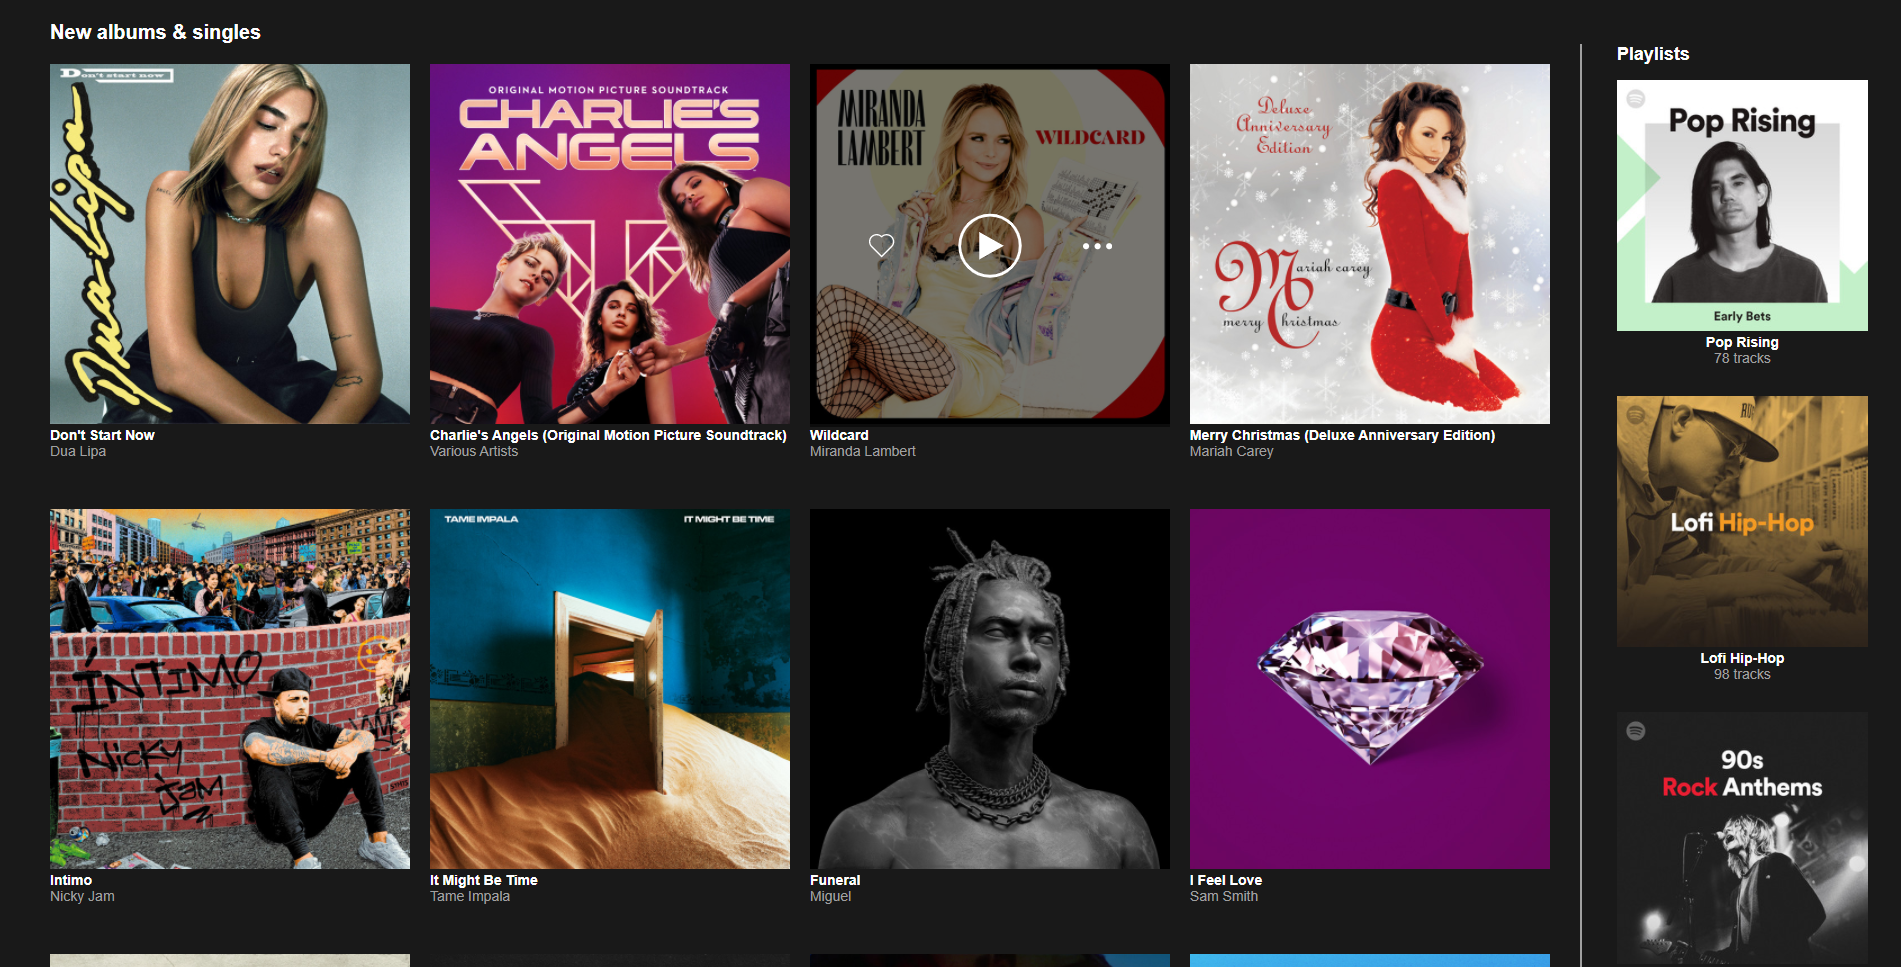 New albums & singles
Don't start now
Dua Lipa
Don't Start Now
Dua Lipa
ORIGINAL MOTION PICTURE SOUNDTRACK
CHARLIE'S
ANGELS
Charlie's Angels (Original Motion Picture Soundtrack)
Various Artists
MIRANDA
LAMBERT
WILDCARD
Wildcard
Miranda Lambert
Deluxe
Anniversary
Edition
Mariah carey
merry Christmas
Merry Christmas (Deluxe Anniversary Edition)
Mariah Carey
ÍNTIMO
NICKY
JAM
Intimo
Nicky Jam
TAME IMPALA
IT MIGHT BE TIME
It Might Be Time
Tame Impala
Funeral
Miguel
I Feel Love
Sam Smith
Playlists
Pop Rising
Early Bets
Pop Rising
78 tracks
Lofi Hip-Hop
Lofi Hip-Hop
98 tracks
90s
Rock Anthems